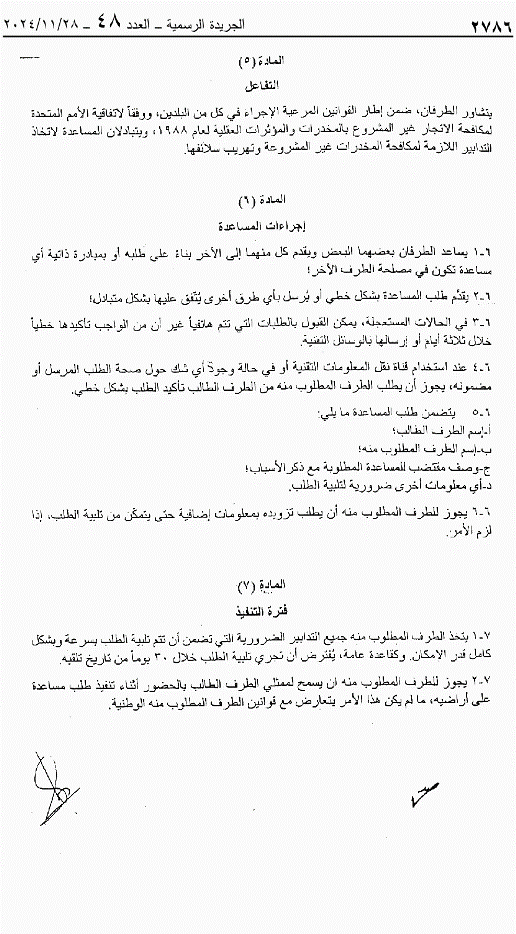 ٢٧٨٦ الجريدة الرسمية ــ العدد ٤٨ ــ ٢٠٢٤/١١/٢٨
المادة (٥)
التفاعل
يتشاور الطرفان، ضمن إطار القوانين المرعية الإجراء في كل من البلدين، ووفقاً لاتفاقية الأمم المتحدة
لمكافحة الاتجار غير المشروع بالمخدرات والمؤثرات العقلية لعام ١٩٨٨، ويتبادلان المساعدة لاتخاذ
التدابير اللازمة لمكافحة المخدرات غير المشروعة وتهريب سلائفها.
المادة (٦)
إجراءات المساعدة
٦-١ يساعد الطرفان بعضهما البعض ويقدم كل منهما إلى الآخر بناءً على طلبه أو بمبادرة ذاتية أي
مساعدة تكون في مصلحة الطرف الآخر؛
٦-٢ يقدَّم طلب المساعدة بشكل خطي أو يُرسل بأي طرق أخرى يُتَّفق عليها بشكل متبادل؛
٦-٣ في الحالات المستعجلة، يمكن القبول بالطلبات التي تتم هاتفياً غير أن من الواجب تأكيدها خطياً
خلال ثلاثة أيام أو إرسالها بالوسائل التقنية.
٦-٤ عند استخدام قناة نقل المعلومات التقنية أو في حالة وجود أي شك حول صحة الطلب المرسل أو
مضمونه، يجوز أن يطلب الطرف المطلوب منه من الطرف الطالب تأكيد الطلب بشكل خطي.
٦-٥ يتضمن طلب المساعدة ما يلي:
أ-إسم الطرف الطالب؛
ب-إسم الطرف المطلوب منه؛
ج-وصف مقتضب للمساعدة المطلوبة مع ذكر الأسباب؛
د-أي معلومات أخرى ضرورية لتلبية الطلب.
٦-٦ يجوز للطرف المطلوب منه أن يطلب تزويده بمعلومات إضافية حتى يتمكّن من تلبية الطلب، إذا
لزم الأمر.
المادة (٧)
فترة التنفيذ
٧-١ يتخذ الطرف المطلوب منه جميع التدابير الضرورية التي تضمن أن تتم تلبية الطلب بسرعة وبشكل
كامل قدر الإمكان. وكقاعدة عامة، يُفترض أن تجري تلبية الطلب خلال ٣٠ يوماً من تاريخ تلقيه.
٧-٢ يجوز للطرف المطلوب منه ان يسمح لممثلي الطرف الطالب بالحضور أثناء تنفيذ طلب مساعدة
على أراضيه، ما لم يكن هذا الأمر يتعارض مع قوانين الطرف المطلوب منه الوطنية.